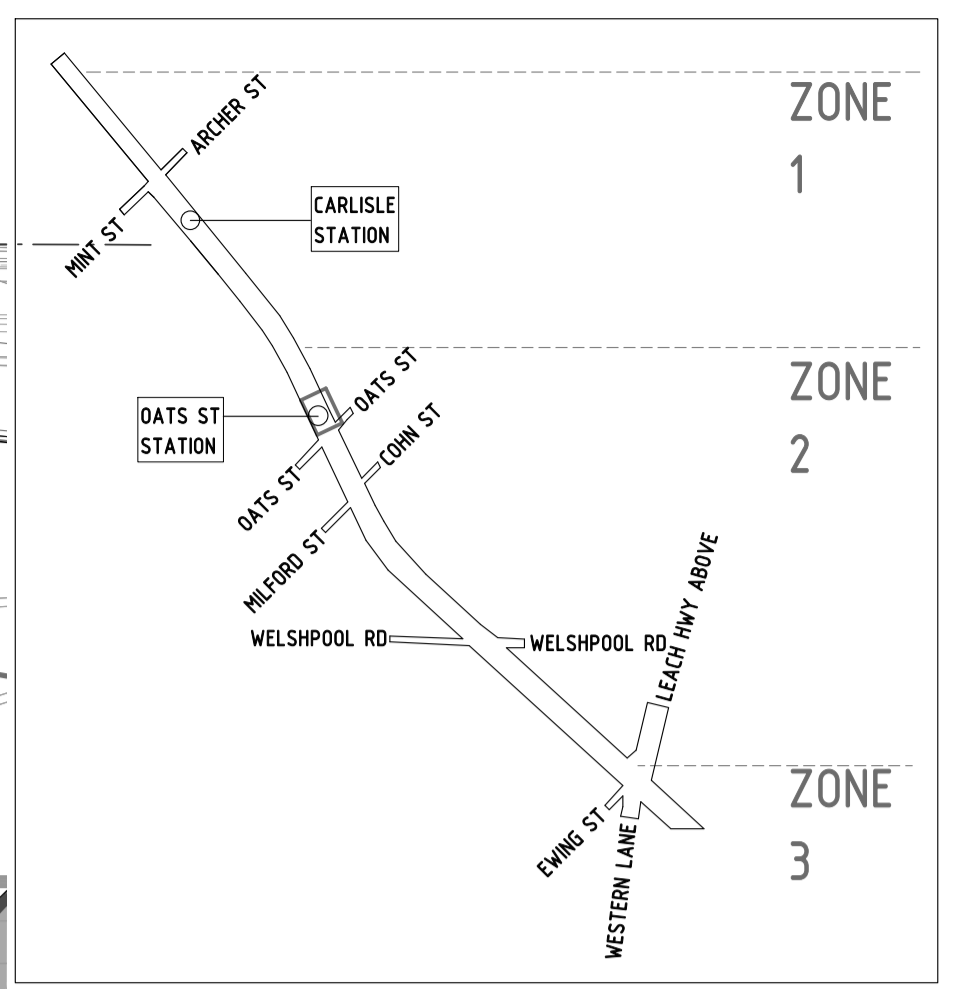 ZONE
1
ARCHER ST
CARLISLE
STATION
MINT ST
ZONE
2
OATS ST
OATS ST
STATION
COHN ST
OATS ST
MILFORD ST
LEACH HWY ABOVE
WELSHPOOL RD
WELSHPOOL RD
ZONE
3
EWING ST
WESTERN LANE